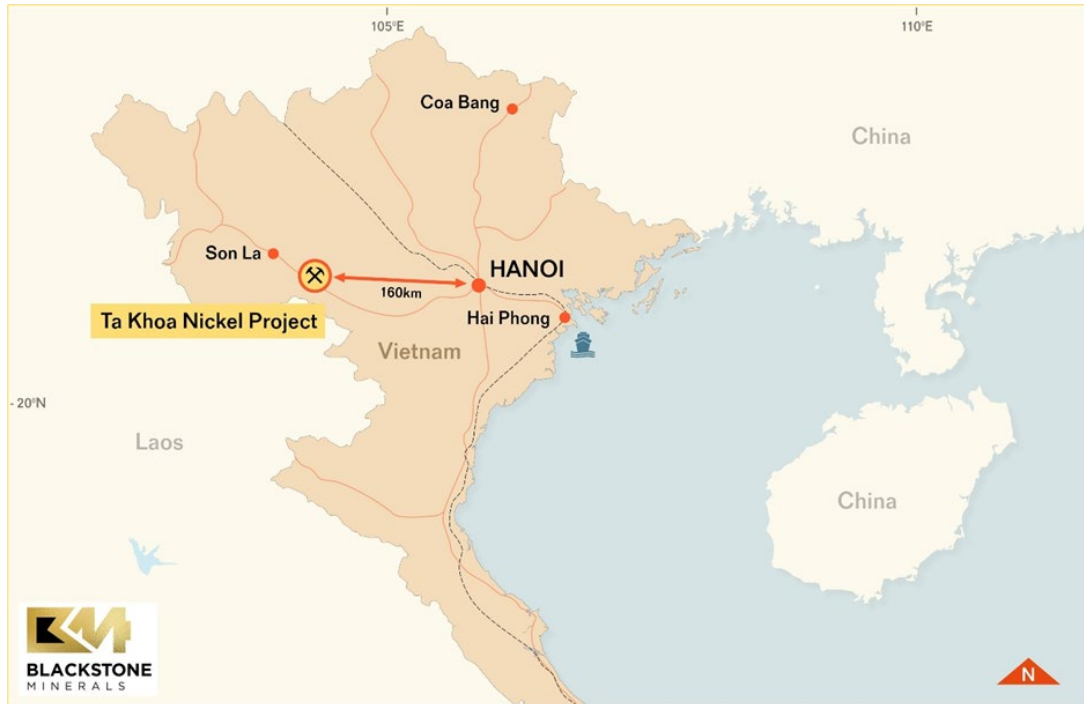 105°E
110°E
Coa Bang
China
Son La
HANOI
160km
Ta Khoa Nickel Project
Hai Phong
Vietnam
20°N
Laos
China
BLACKSTONE
MINERALS
N